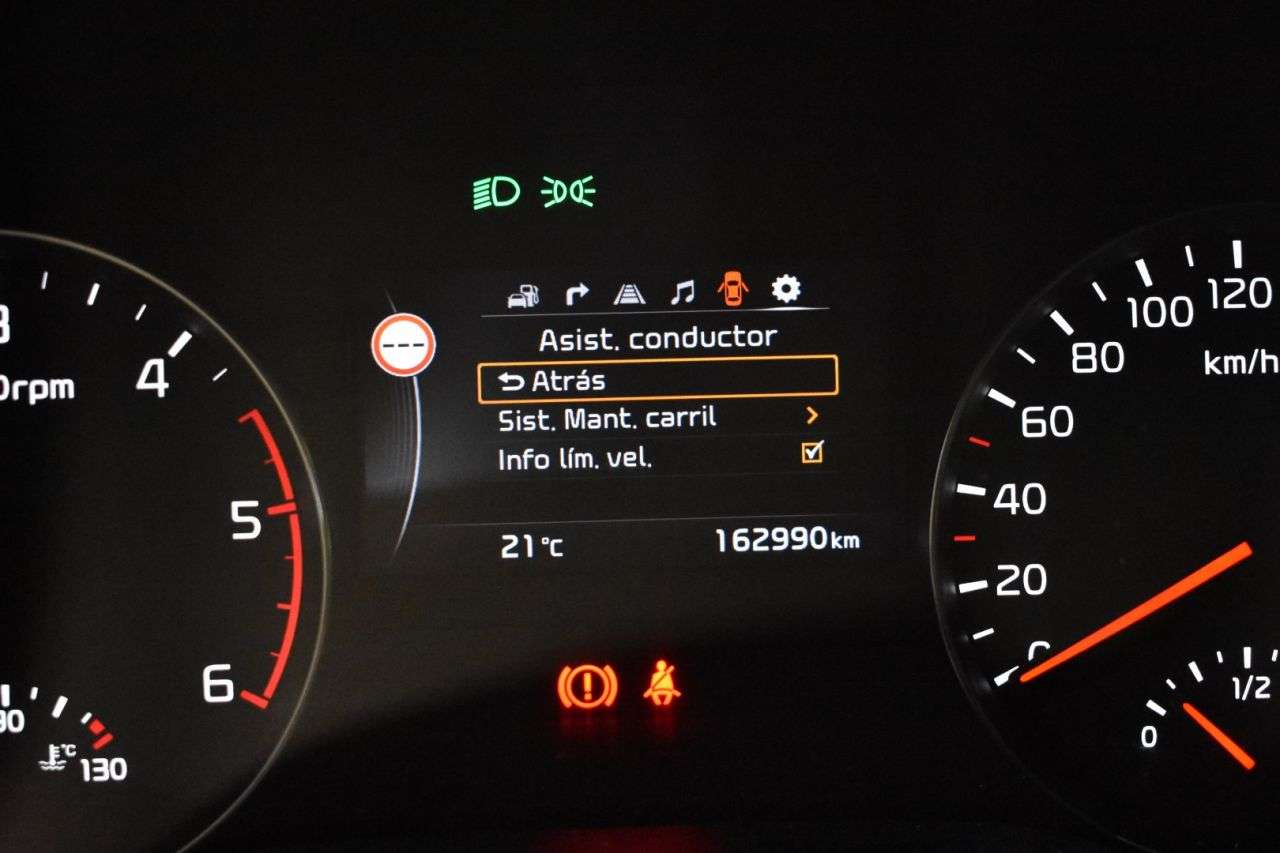 Asist. conductor
Atrás
Sist. Mant. carril
Info lím. vel.
21°C
162990km
4
5
6
°C
130
120
100
80
60
40
20
0
km/h
1/2
0